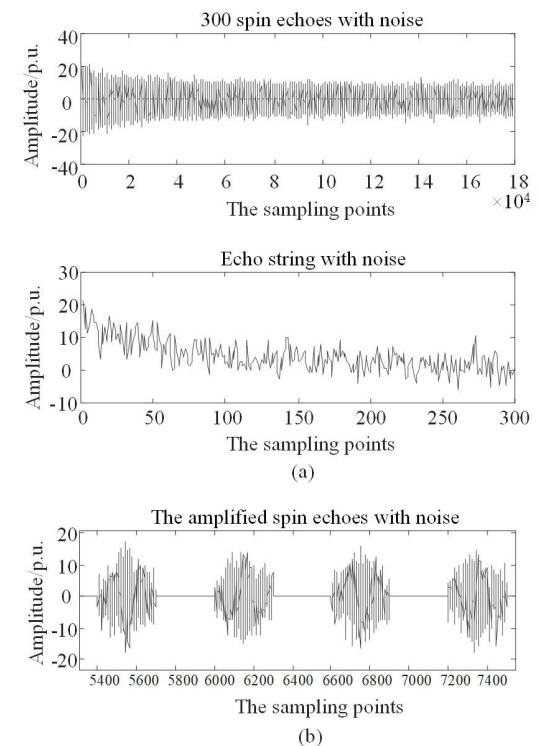 300 spin echoes with noise
40
20
0
-20
-40
Amplitude/p.u.
0 2 4 6 8 10 12 14 16 18
×10⁴
The sampling points
Echo string with noise
30
20
10
0
-10
Amplitude/p.u.
0 50 100 150 200 250 300
The sampling points
(a)
The amplified spin echoes with noise
20
10
0
-10
-20
Amplitude/p.u.
5400 5600 5800 6000 6200 6400 6600 6800 7000 7200 7400
The sampling points
(b)